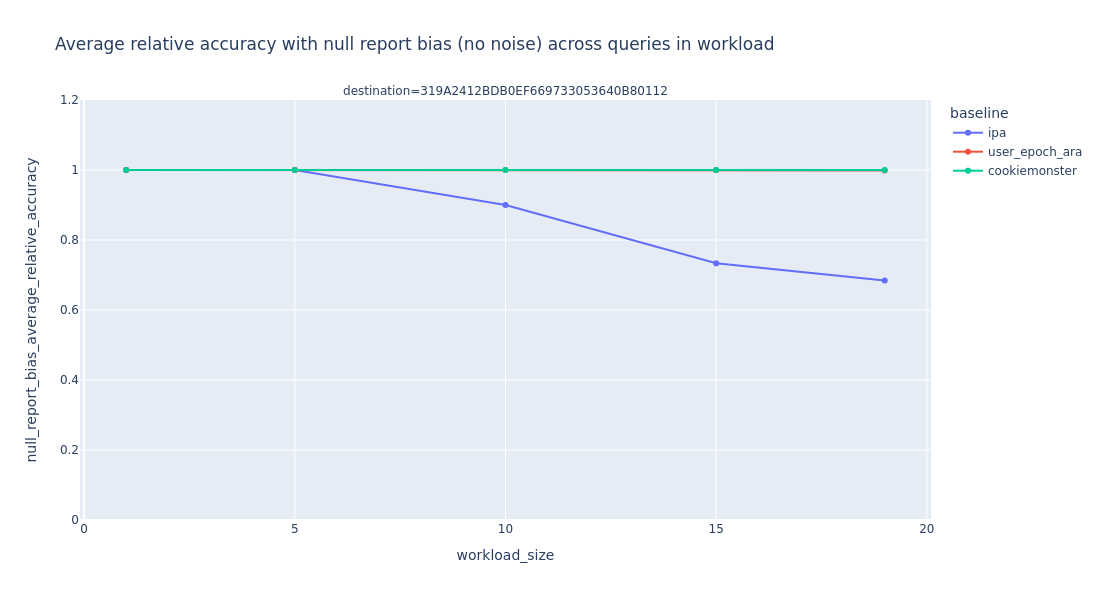 Average relative accuracy with null report bias (no noise) across queries in workload
destination=319A2412BDB0EF669733053640B80112
baseline
ipa
user_epoch_ara
cookiemonster
null_report_bias_average_relative_accuracy
1.2
1
0.8
0.6
0.4
0.2
0
0
5
10
15
20
workload_size